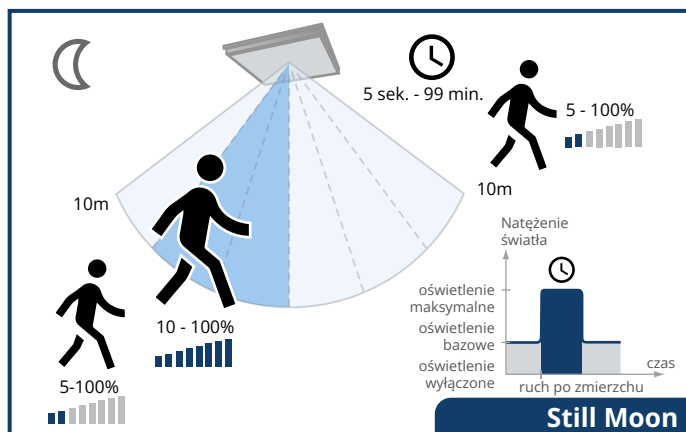 5 sek. - 99 min.
5 - 100%
10m
10m
10 - 100%
5-100%
Natężenie
światła
oświetlenie
maksymalne
oświetlenie
bazowe
oświetlenie
wyłączone
czas
ruch po zmierzchu
Still Moon